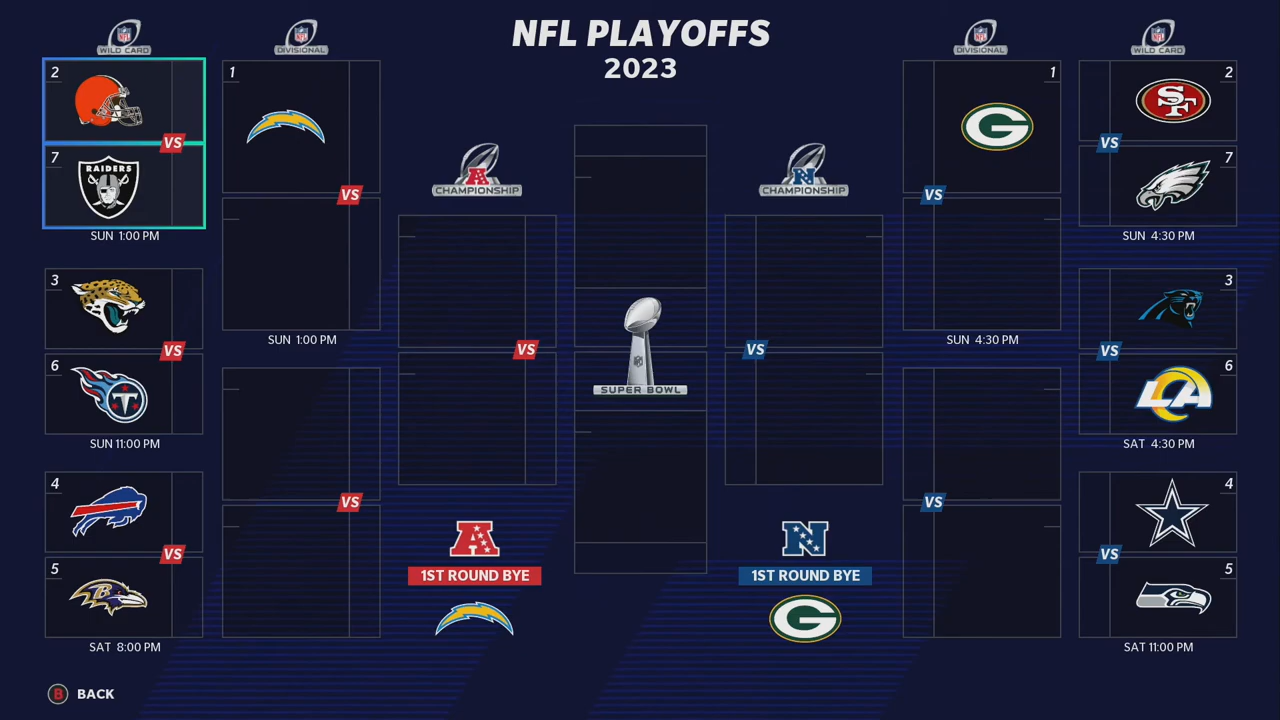 NFL PLAYOFFS
2023
WILD CARD
DIVISIONAL
DIVISIONAL
WILD CARD
2
VS
7
RAIDERS
SUN 1:00 PM
3
VS
6
T
SUN 11:00 PM
4
VS
5
B
SAT 8:00 PM
1
VS
SUN 1:00 PM
VS
A
CHAMPIONSHIP
VS
A
1ST ROUND BYE
SUPER BOWL
N
CHAMPIONSHIP
VS
N
1ST ROUND BYE
G
1
G
VS
SUN 4:30 PM
VS
2
SF
VS
7
SUN 4:30 PM
3
VS
6
LA
SAT 4:30 PM
4
VS
5
SAT 11:00 PM
B BACK